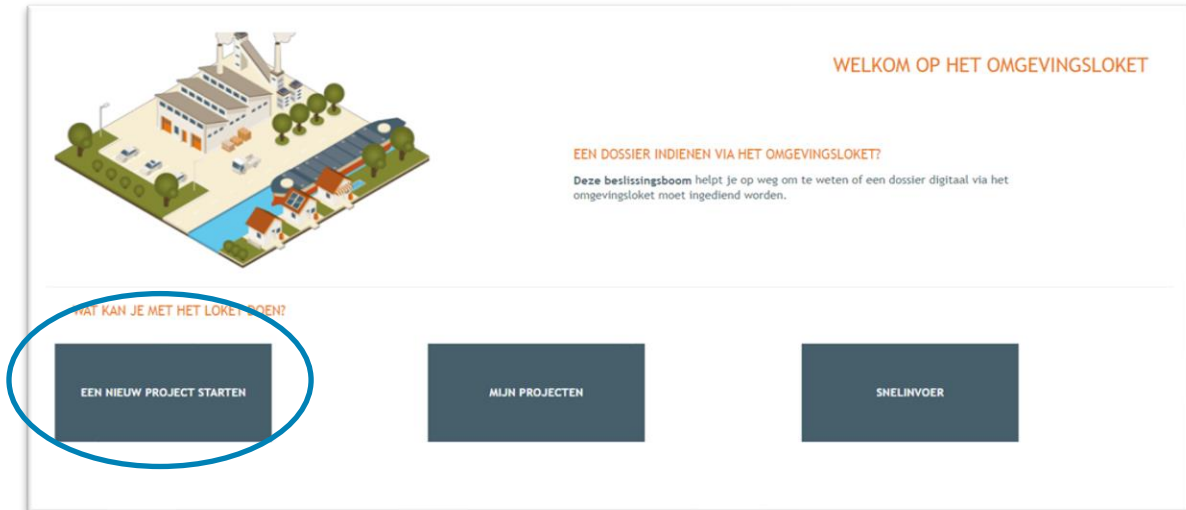 WELKOM OP HET OMGEVINGSLOKET
EEN DOSSIER INDIENEN VIA HET OMGEVINGSLOKET?
Deze beslissingsboom helpt je op weg om te weten of een dossier digitaal via het
omgevingsloket moet ingediend worden.
WAT KAN JE MET HET LOKET DOEN?
EEN NIEUW PROJECT STARTEN
MIJN PROJECTEN
SNELINVOER